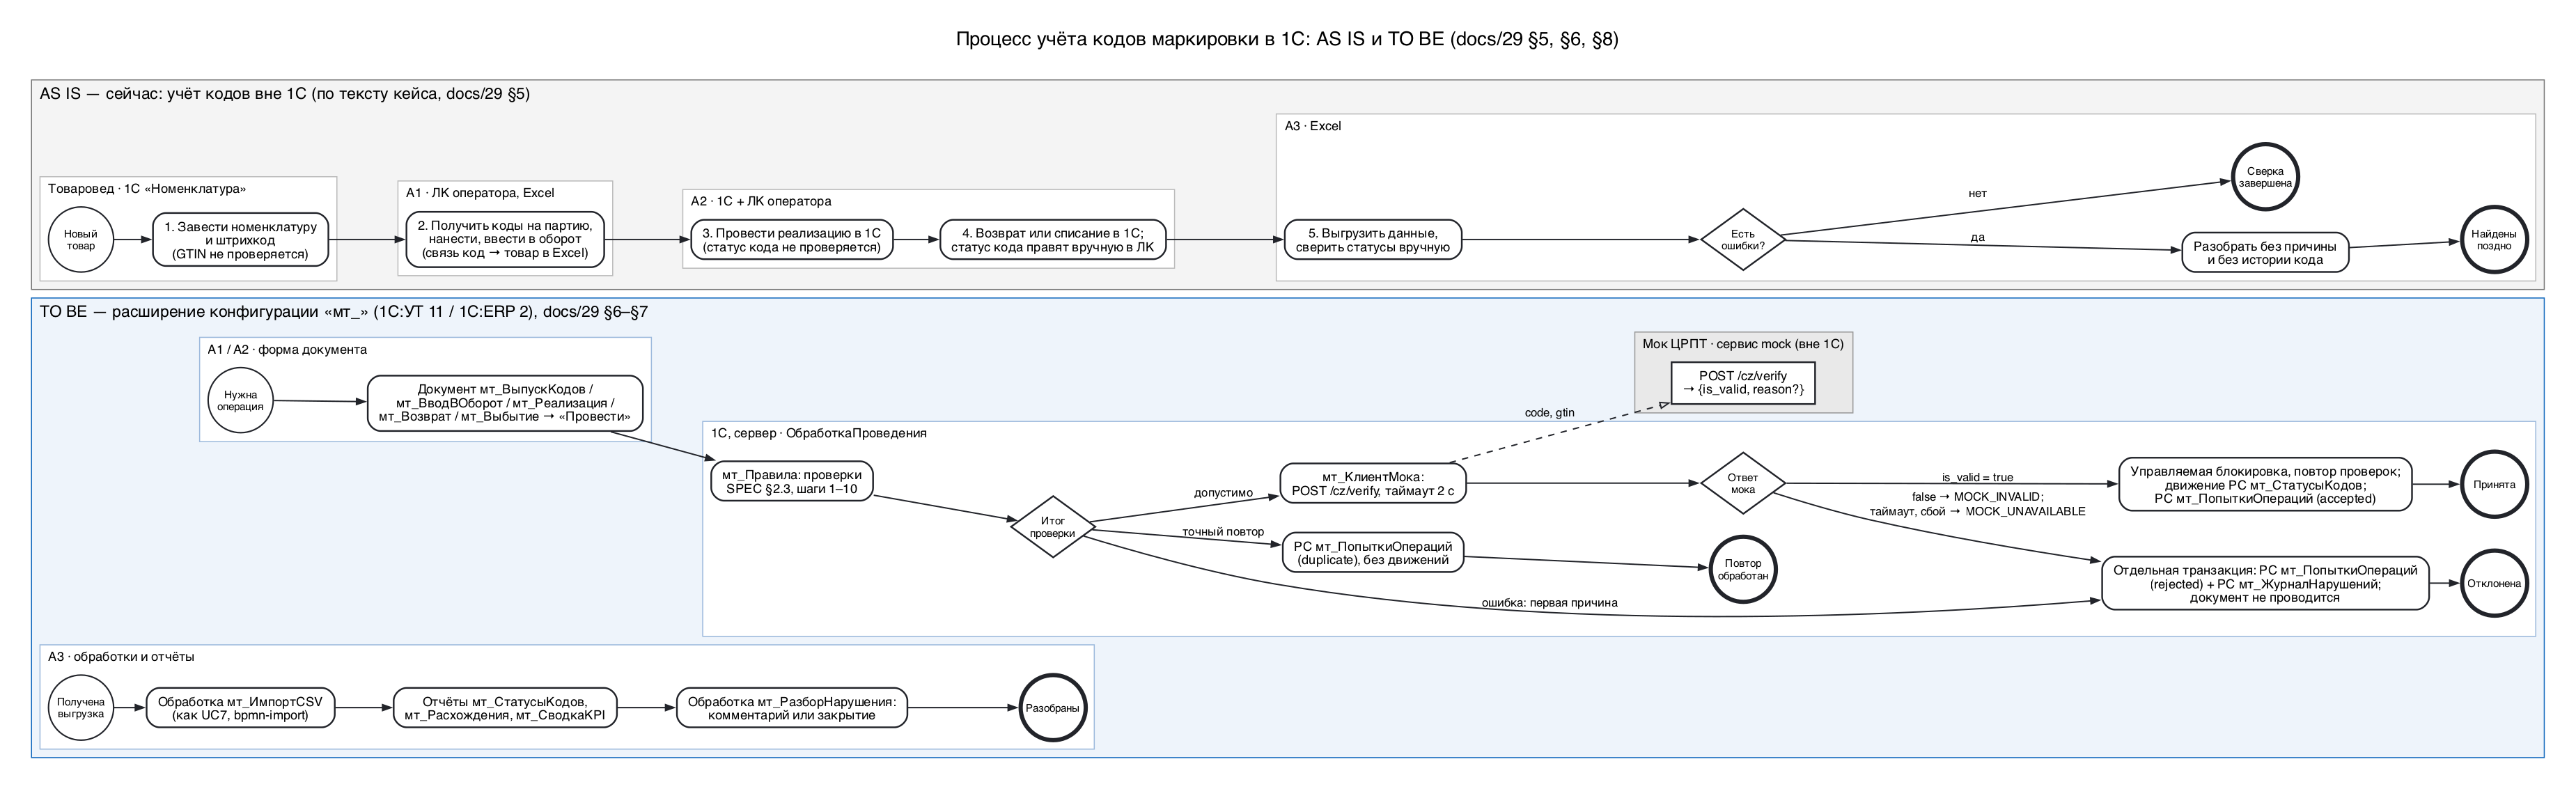 Процесс учёта кодов маркировки в 1С: AS IS и TO BE (docs/29 §5, §6, §8)
AS IS — сейчас: учёт кодов вне 1С (по тексту кейса, docs/29 §5)
Товаровед · 1С «Номенклатура»
Новый
товар
1. Завести номенклатуру
и штрихкод
(GTIN не проверяется)
А1 · ЛК оператора, Excel
2. Получить коды на партию,
нанести, ввести в оборот
(связь код → товар в Excel)
А2 · 1С + ЛК оператора
3. Провести реализацию в 1С
(статус кода не проверяется)
4. Возврат или списание в 1С;
статус кода правят вручную в ЛК
А3 · Excel
5. Выгрузить данные,
сверить статусы вручную
Есть
ошибки?
нет
Сверка
завершена
да
Разобрать без причины
и без истории кода
Найдены
поздно
TO BE — расширение конфигурации «мт_» (1С:УТ 11 / 1С:ERP 2), docs/29 §6–§7
А1 / А2 · форма документа
Нужна
операция
Документ мт_ВыпускКодов /
мт_ВводВОборот / мт_Реализация /
мт_Возврат / мт_Выбытие → «Провести»
Мок ЦРПТ · сервис mock (вне 1С)
POST /cz/verify
→ {is_valid, reason?}
code, gtin
1С, сервер · ОбработкаПроведения
мт_Правила: проверки
SPEC §2.3, шаги 1–10
Итог
проверки
допустимо
мт_КлиентМока:
POST /cz/verify, таймаут 2 с
Ответ
мока
is_valid = true
Управляемая блокировка, повтор проверок;
движение РС мт_СтатусыКодов;
РС мт_ПопыткиОпераций (accepted)
Принята
false → MOCK_INVALID;
таймаут, сбой → MOCK_UNAVAILABLE
точный повтор
РС мт_ПопыткиОпераций
(duplicate), без движений
Повтор
обработан
ошибка: первая причина
Отдельная транзакция: РС мт_ПопыткиОпераций
(rejected) + РС мт_ЖурналНарушений;
документ не проводится
Отклонена
А3 · обработки и отчёты
Получена
выгрузка
Обработка мт_ИмпортCSV
(как UC7, bpmn-import)
Отчёты мт_СтатусыКодов,
мт_Расхождения, мт_СводкаKPI
Обработка мт_РазборНарушения:
комментарий или закрытие
Разобраны